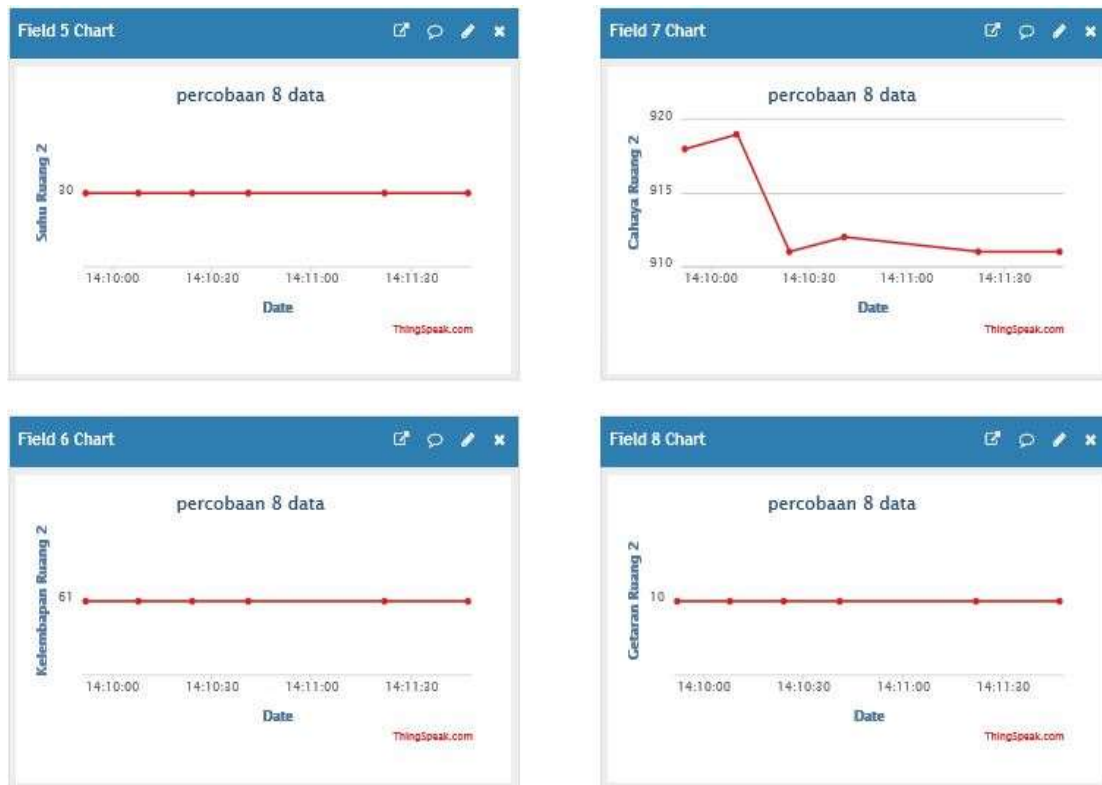 Field 5 Chart
percobaan 8 data
Suhu Ruang 2
30
14:10:00 14:10:30 14:11:00 14:11:30
Date
ThingSpeak.com
Field 7 Chart
percobaan 8 data
Cahaya Ruang 2
920
915
910
14:10:00 14:10:30 14:11:00 14:11:30
Date
ThingSpeak.com
Field 6 Chart
percobaan 8 data
Kelembapan Ruang 2
61
14:10:00 14:10:30 14:11:00 14:11:30
Date
ThingSpeak.com
Field 8 Chart
percobaan 8 data
Getaran Ruang 2
10
14:10:00 14:10:30 14:11:00 14:11:30
Date
ThingSpeak.com